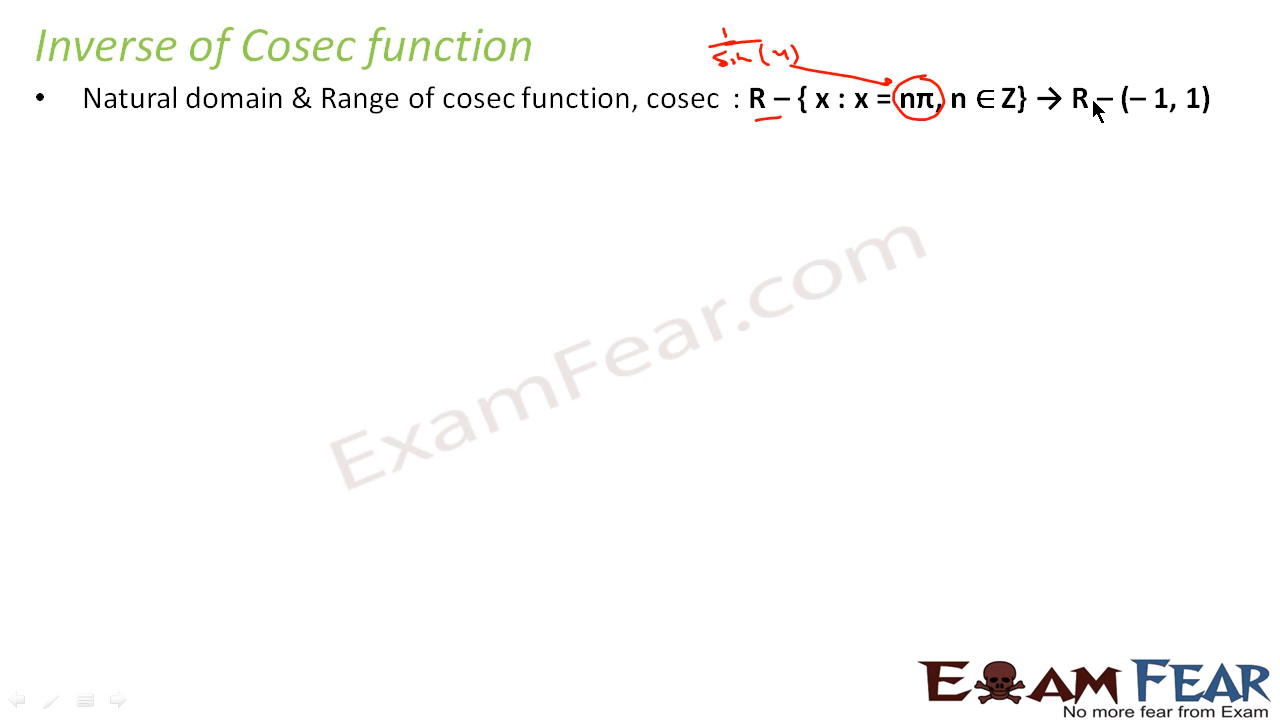 Inverse of Cosec function
1
sin(x)
• Natural domain & Range of cosec function, cosec : R – { x : x = nπ, n ∈ Z} → R – (– 1, 1)
ExamFear.com
EXAM FEAR
No more fear from Exam